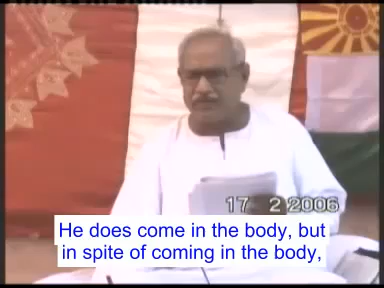 17 2 2006
He does come in the body, but
in spite of coming in the body,